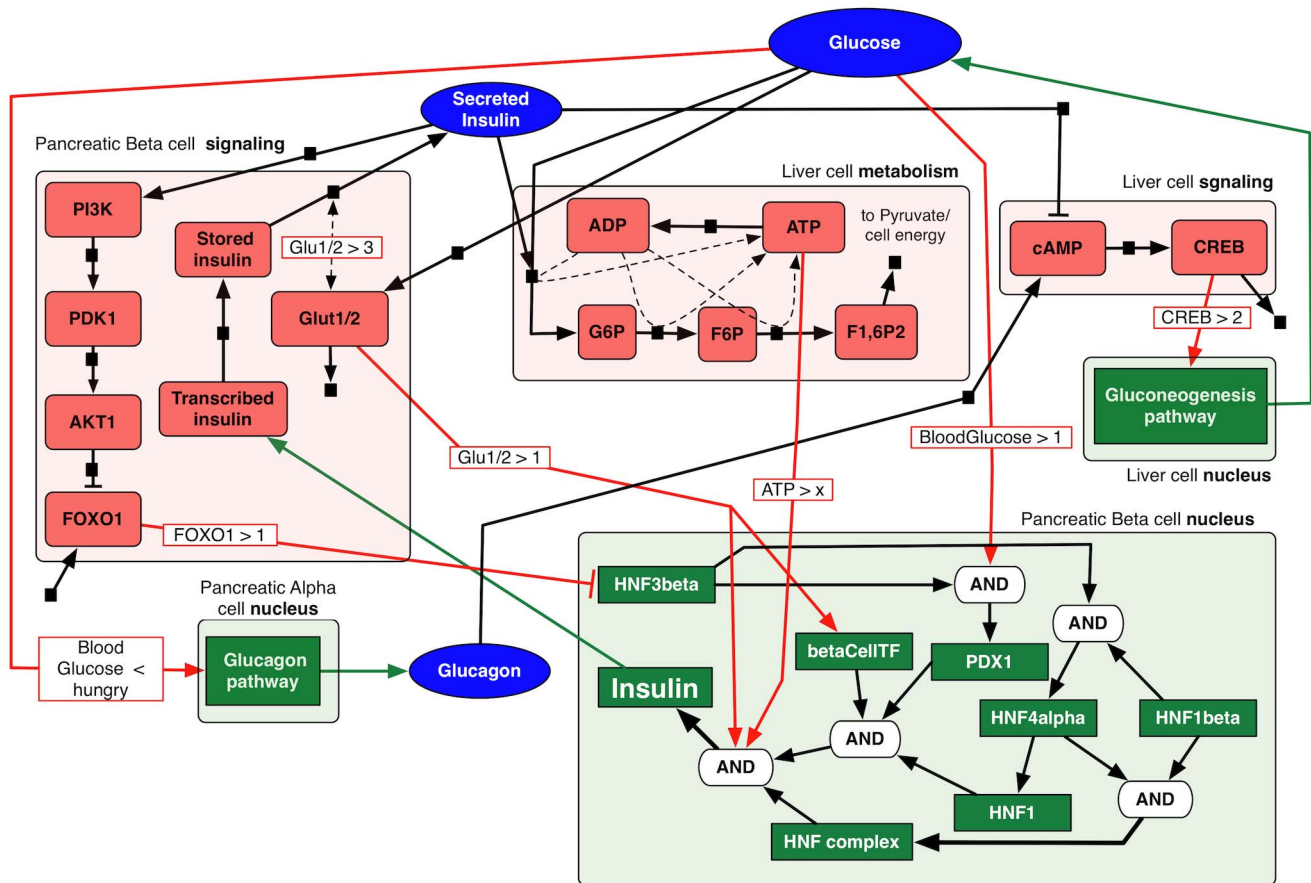 Glucose
Secreted
Insulin
Pancreatic Beta cell signaling
PI3K
PDK1
AKT1
FOXO1
Stored
insulin
Glu1/2 > 3
Glut1/2
Transcribed
insulin
Liver cell metabolism
ADP
ATP
to Pyruvate/
cell energy
G6P
F6P
F1,6P2
Liver cell sgnaling
cAMP
CREB
CREB > 2
Gluconeogenesis
pathway
Liver cell nucleus
BloodGlucose > 1
Glu1/2 > 1
ATP > x
FOXO1 > 1
Pancreatic Alpha
cell nucleus
Blood
Glucose <
hungry
Glucagon
pathway
Glucagon
Pancreatic Beta cell nucleus
HNF3beta
AND
AND
betaCellTF
PDX1
Insulin
HNF4alpha
HNF1beta
AND
AND
AND
HNF1
HNF complex